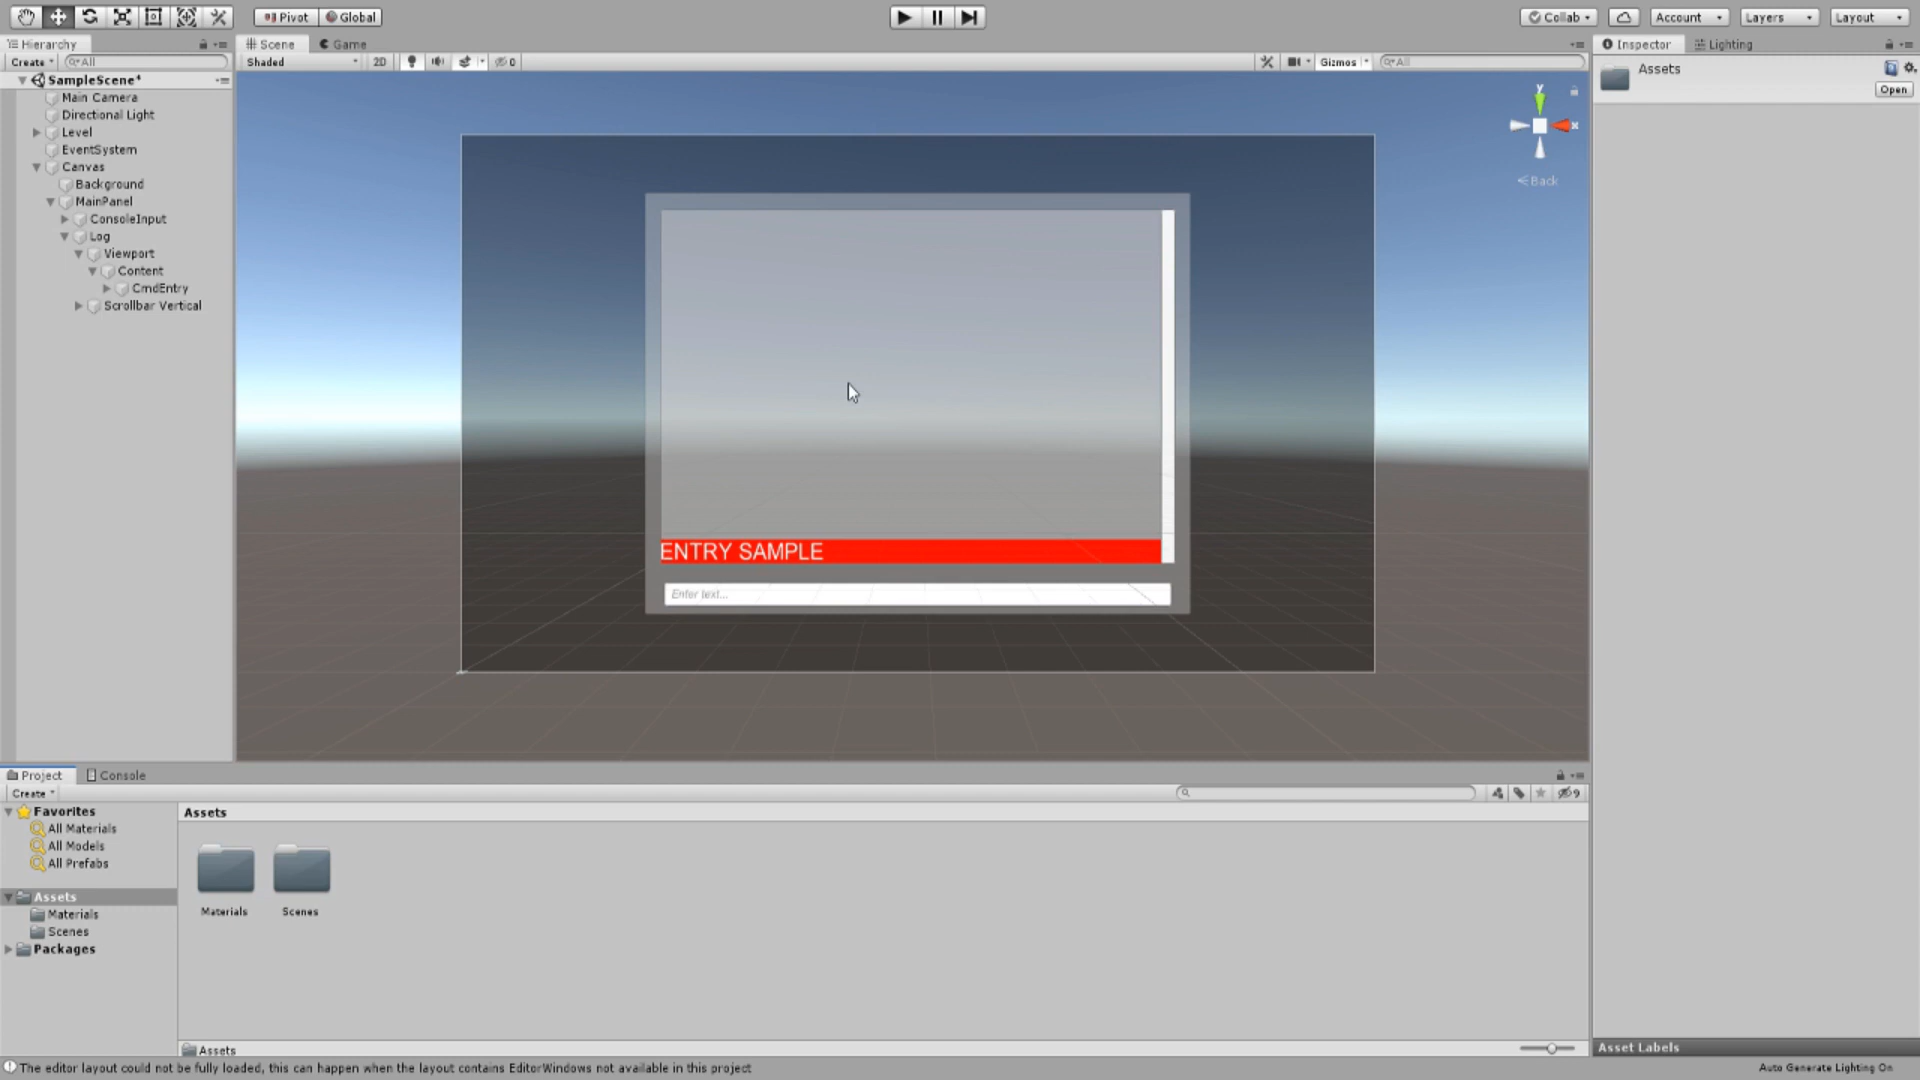 Pivot Global Collab Account Layers Layout
Hierarchy Scene Game Inspector Lighting
Create All Shaded 2D 0 Gizmos All Assets
Open
SampleScene*
Main Camera
Directional Light
Level
EventSystem
Canvas
Background
MainPanel
ConsoleInput
Log
Viewport
Content
CmdEntry
Scrollbar Vertical
y
x
Back
ENTRY SAMPLE
Enter text...
Project Console
Create 9
Favorites
All Materials
All Models
All Prefabs
Assets
Materials
Scenes
Packages
Assets
Materials Scenes
Assets
Asset Labels
The editor layout could not be fully loaded, this can happen when the layout contains EditorWindows not available in this project
Auto Generate Lighting On